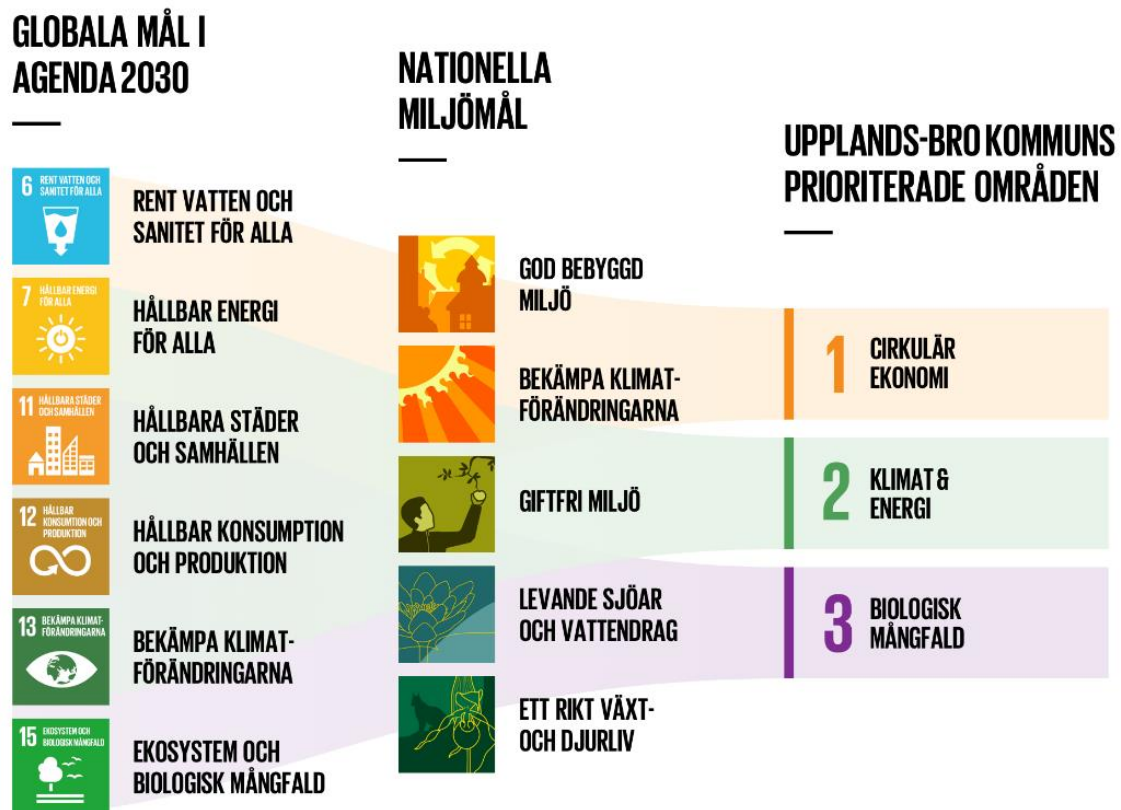 GLOBALA MÅL I
AGENDA 2030
6 RENT VATTEN OCH
SANITET FÖR ALLA
RENT VATTEN OCH
SANITET FÖR ALLA
7 HÅLLBAR ENERGI
FÖR ALLA
HÅLLBAR ENERGI
FÖR ALLA
11 HÅLLBARA STÄDER
OCH SAMHÄLLEN
HÅLLBARA STÄDER
OCH SAMHÄLLEN
12 HÅLLBAR
KONSUMTION OCH
PRODUKTION
HÅLLBAR KONSUMPTION
OCH PRODUKTION
13 BEKÄMPA KLIMAT-
FÖRÄNDRINGARNA
BEKÄMPA KLIMAT-
FÖRÄNDRINGARNA
15 EKOSYSTEM OCH
BIOLOGISK MÅNGFALD
EKOSYSTEM OCH
BIOLOGISK MÅNGFALD
NATIONELLA
MILJÖMÅL
GOD BEBYGGD
MILJÖ
BEKÄMPA KLIMAT-
FÖRÄNDRINGARNA
GIFTFRI MILJÖ
LEVANDE SJÖAR
OCH VATTENDRAG
ETT RIKT VÄXT-
OCH DJURLIV
UPPLANDS-BRO KOMMUNS
PRIORITERADE OMRÅDEN
1 CIRKULÄR
EKONOMI
2 KLIMAT &
ENERGI
3 BIOLOGISK
MÅNGFALD